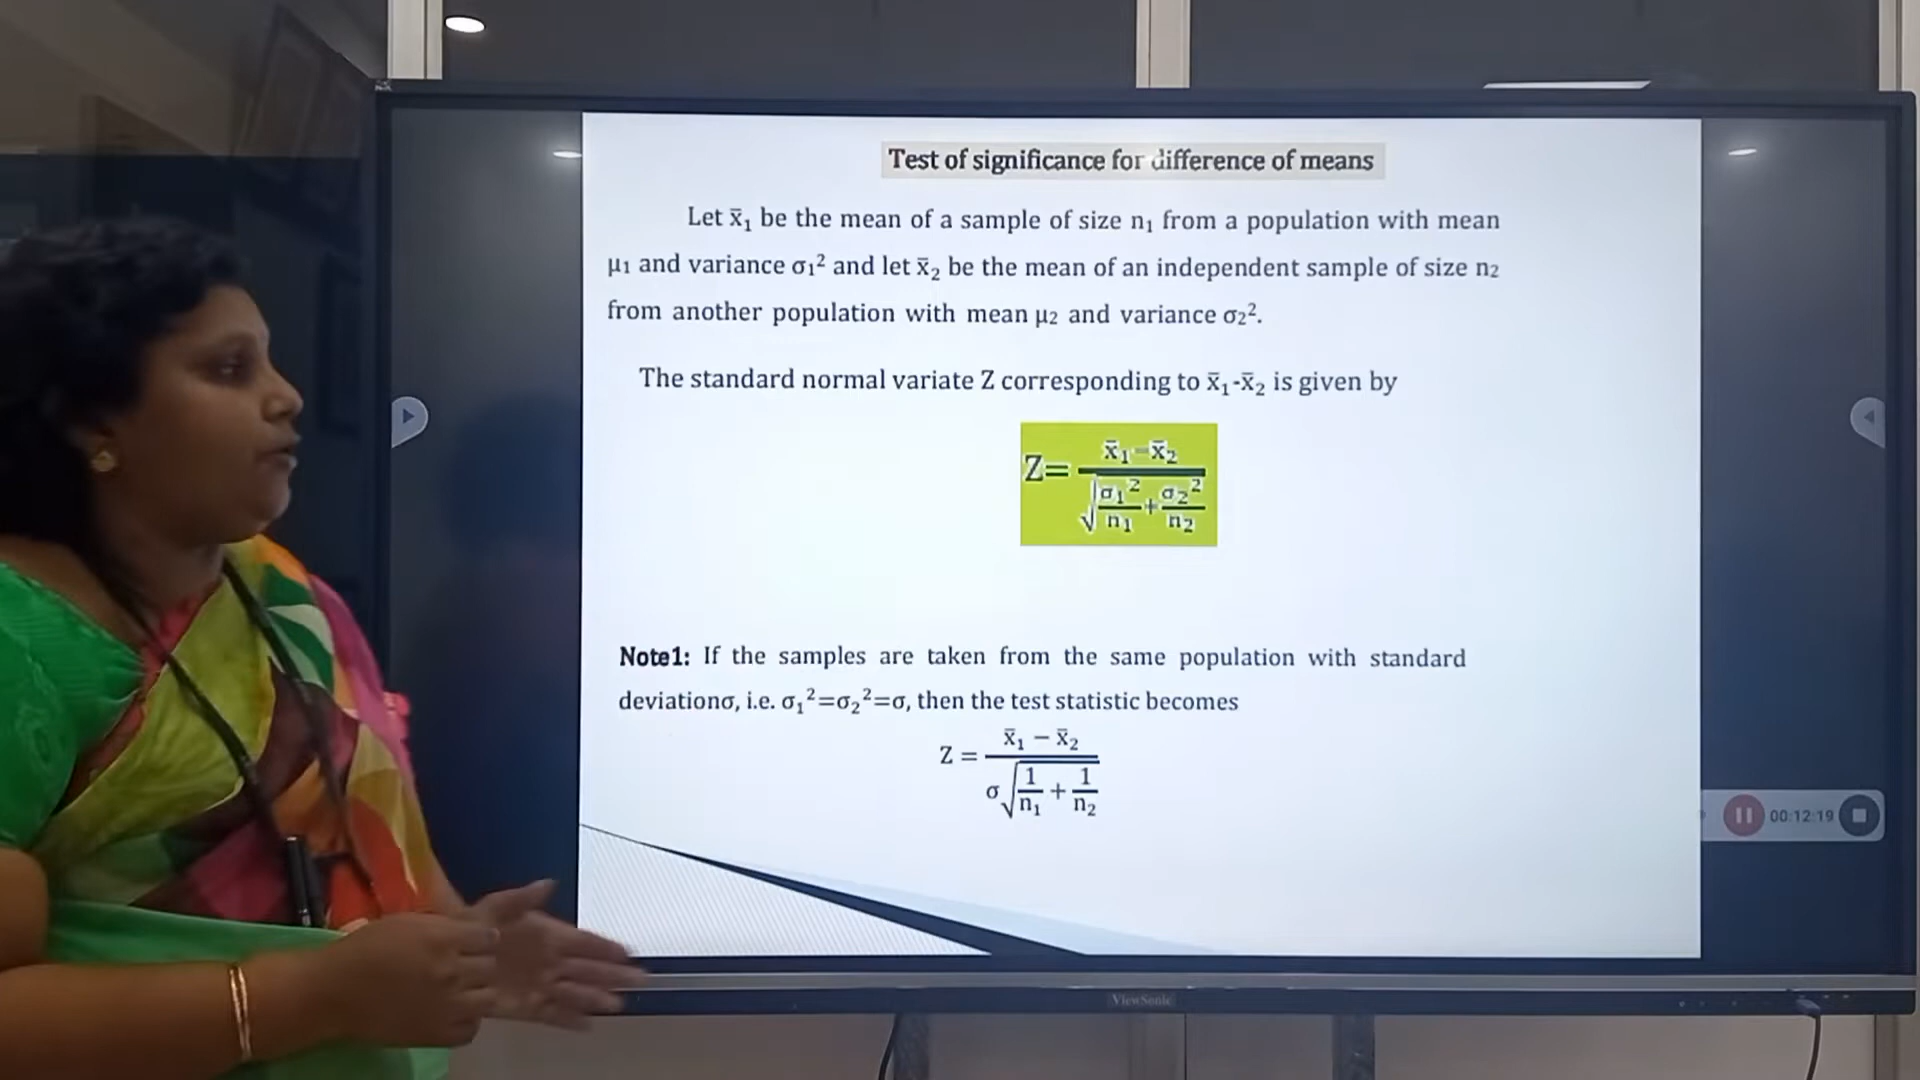 Test of significance for difference of means
Let x̄₁ be the mean of a sample of size n₁ from a population with mean
μ₁ and variance σ₁² and let x̄₂ be the mean of an independent sample of size n₂
from another population with mean μ₂ and variance σ₂².
The standard normal variate Z corresponding to x̄₁-x̄₂ is given by
Z= (x̄₁-x̄₂) / √(σ₁²/n₁ + σ₂²/n₂)
Note1: If the samples are taken from the same population with standard
deviationσ, i.e. σ₁²=σ₂²=σ, then the test statistic becomes
Z = (x̄₁ − x̄₂) / σ√(1/n₁ + 1/n₂)
00:12:19
ViewSonic